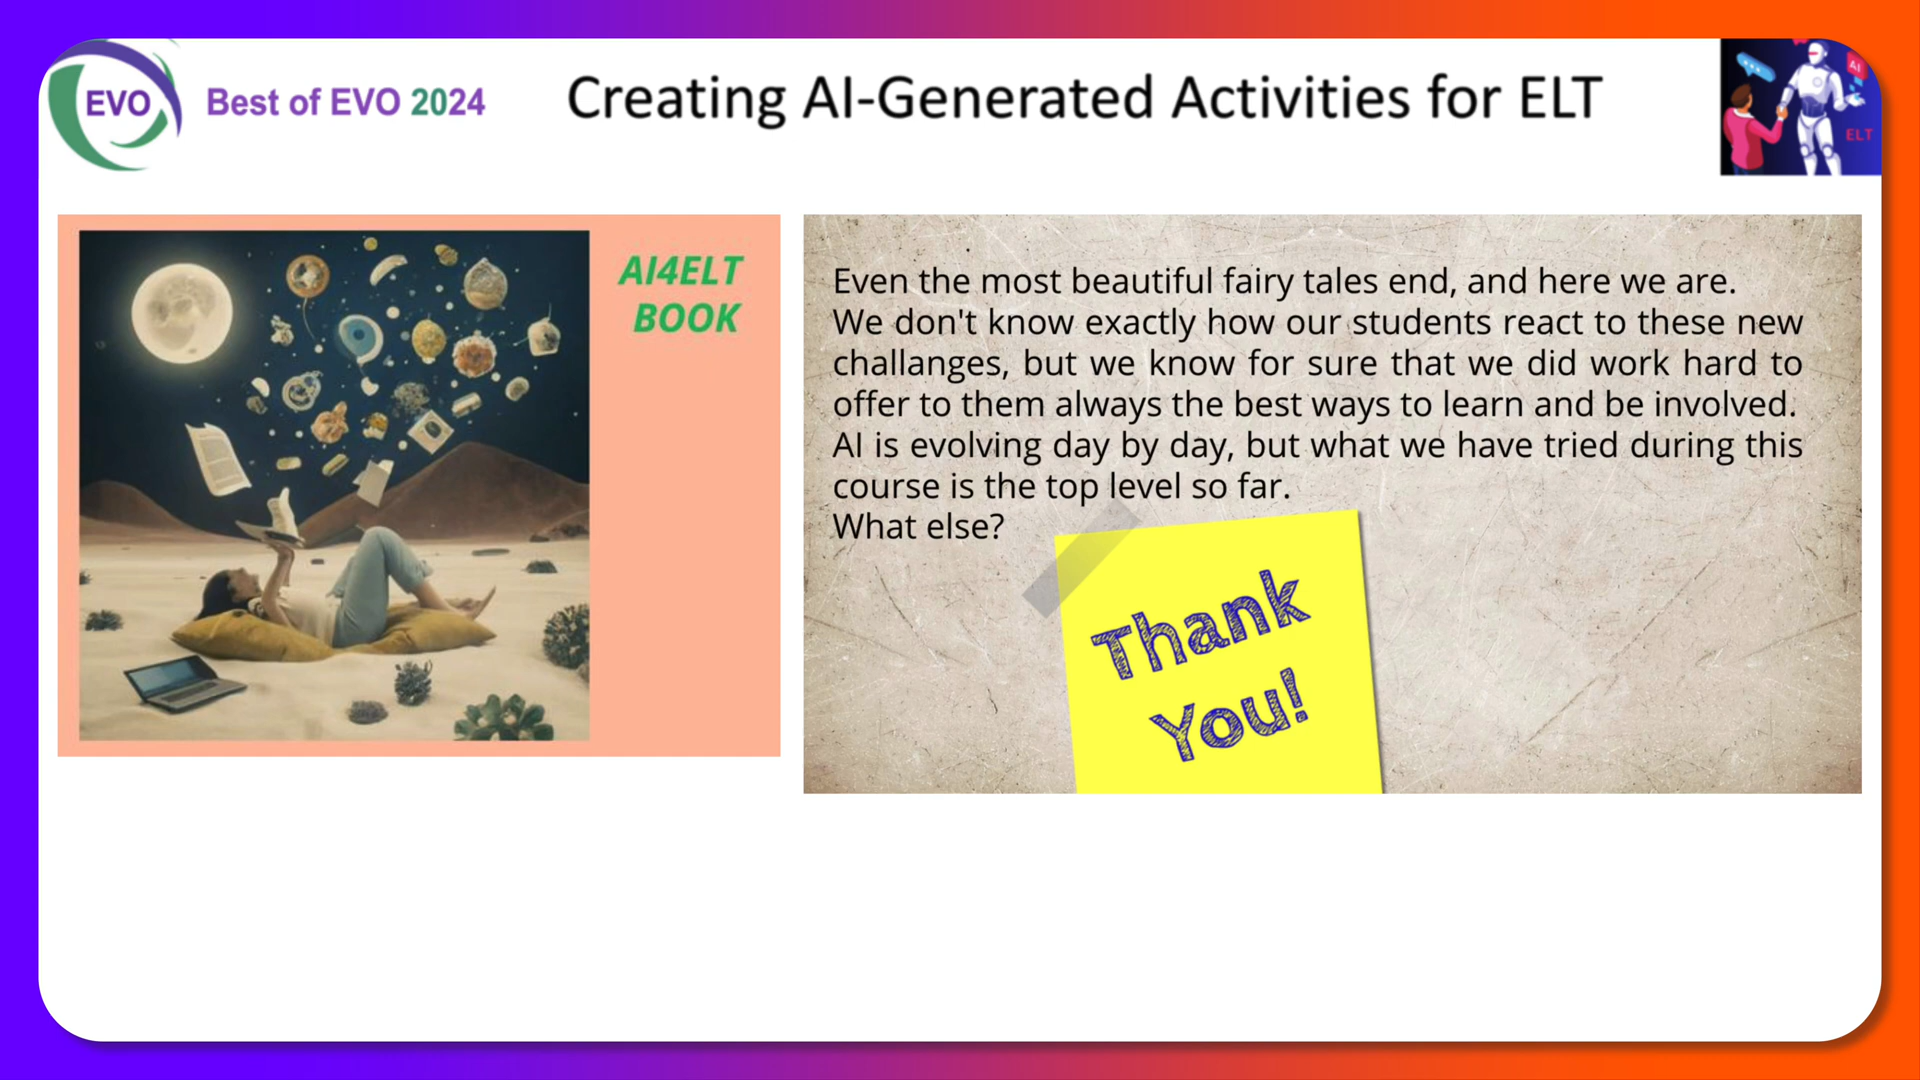 EVO
Best of EVO 2024
Creating AI-Generated Activities for ELT
AI
ELT
AI4ELT
BOOK
Even the most beautiful fairy tales end, and here we are.
We don't know exactly how our students react to these new
challanges, but we know for sure that we did work hard to
offer to them always the best ways to learn and be involved.
AI is evolving day by day, but what we have tried during this
course is the top level so far.
What else?
Thank
You!